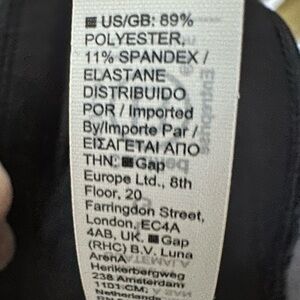 ■ US/GB: 89%
POLYESTER,
11% SPANDEX /
ELASTANE
DISTRIBUIDO
POR / Imported
By/Importe Par /
ΕΙΣΑΓΕΤΑΙ ΑΠΟ
ΤΗΝ: ■ Gap
Europe Ltd., 8th
Floor, 20
Farringdon Street,
London, EC4A
4AB, UK. ■ Gap
(RHC) B.V. Luna
ArenA
Herikerbergweg
238 Amsterdam
1101 CM,
Netherlands